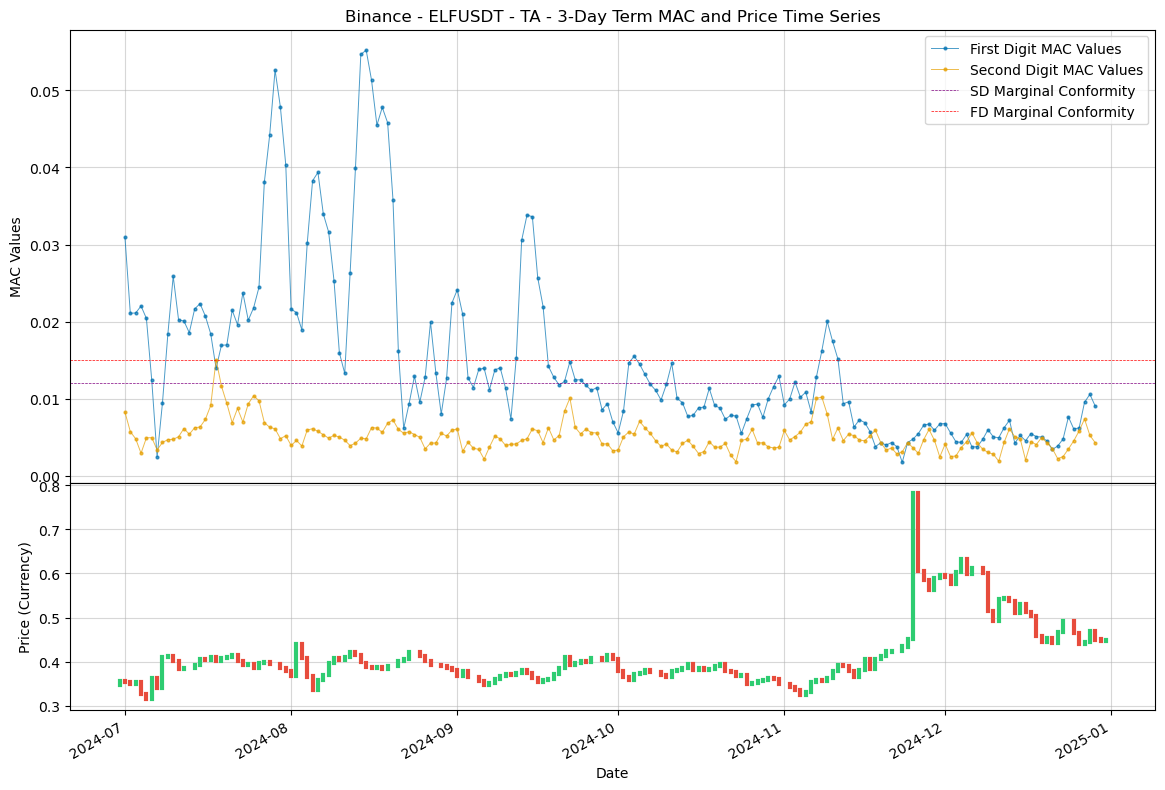 Binance - ELFUSDT - TA - 3-Day Term MAC and Price Time Series
First Digit MAC Values
Second Digit MAC Values
SD Marginal Conformity
FD Marginal Conformity
MAC Values
0.05
0.04
0.03
0.02
0.01
0.00
Price (Currency)
0.8
0.7
0.6
0.5
0.4
0.3
2024-07
2024-08
2024-09
2024-10
2024-11
2024-12
2025-01
Date